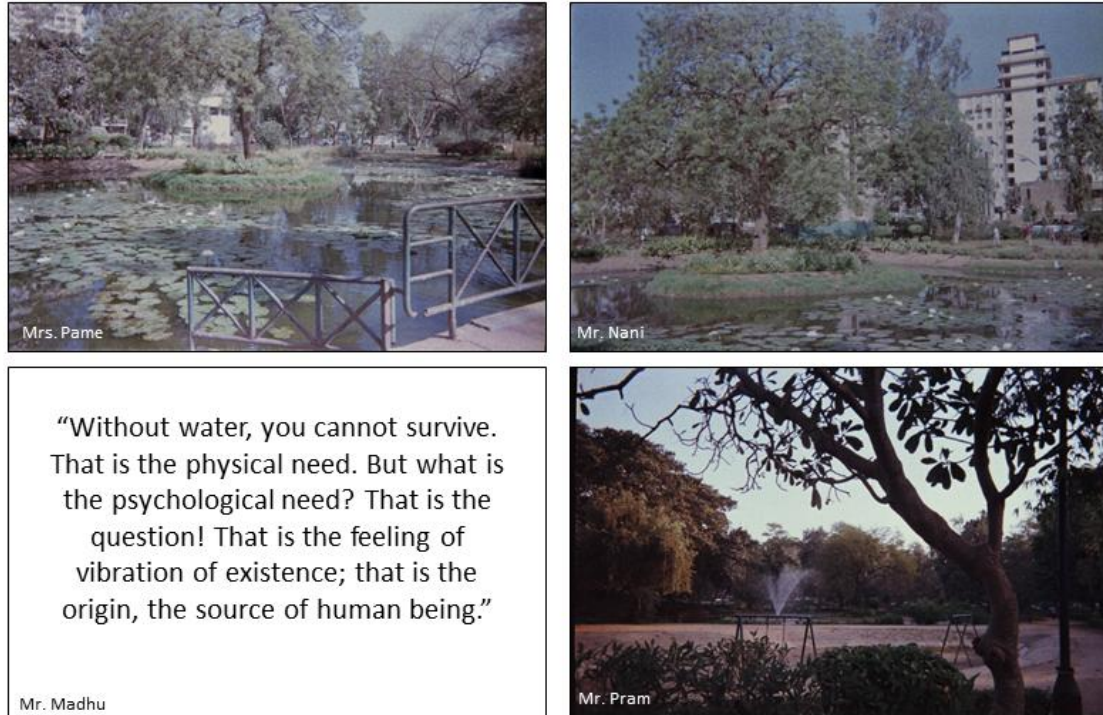 Mrs. Pame
Mr. Nani
“Without water, you cannot survive.
That is the physical need. But what is
the psychological need? That is the
question! That is the feeling of
vibration of existence; that is the
origin, the source of human being.”
Mr. Madhu
Mr. Pram